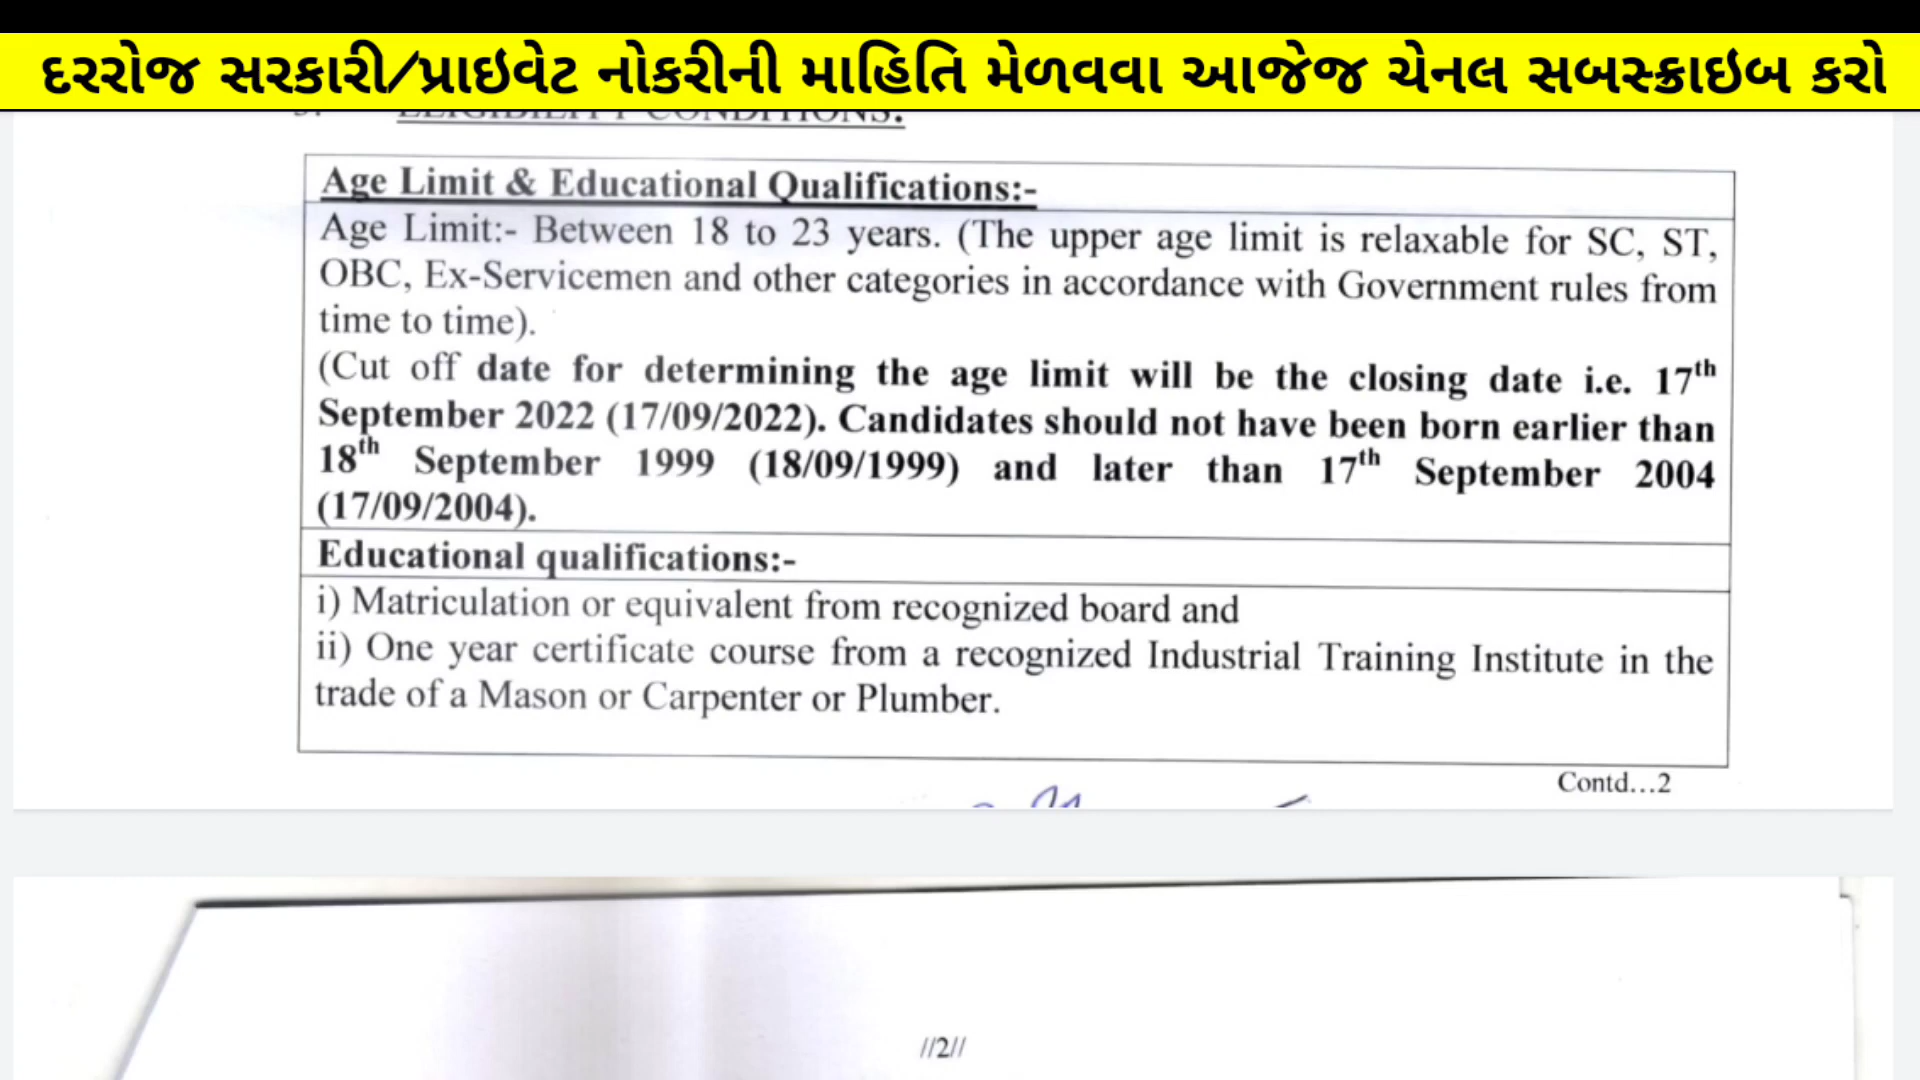 દરરોજ સરકારી/પ્રાઇવેટ નોકરીની માહિતિ મેળવવા આજેજ ચેનલ સબસ્ક્રાઇબ કરો
ELIGIBILITY CONDITIONS:
Age Limit & Educational Qualifications:-
Age Limit:- Between 18 to 23 years. (The upper age limit is relaxable for SC, ST,
OBC, Ex-Servicemen and other categories in accordance with Government rules from
time to time).
(Cut off date for determining the age limit will be the closing date i.e. 17th
September 2022 (17/09/2022). Candidates should not have been born earlier than
18th September 1999 (18/09/1999) and later than 17th September 2004
(17/09/2004).
Educational qualifications:-
i) Matriculation or equivalent from recognized board and
ii) One year certificate course from a recognized Industrial Training Institute in the
trade of a Mason or Carpenter or Plumber.
Contd...2
//2//